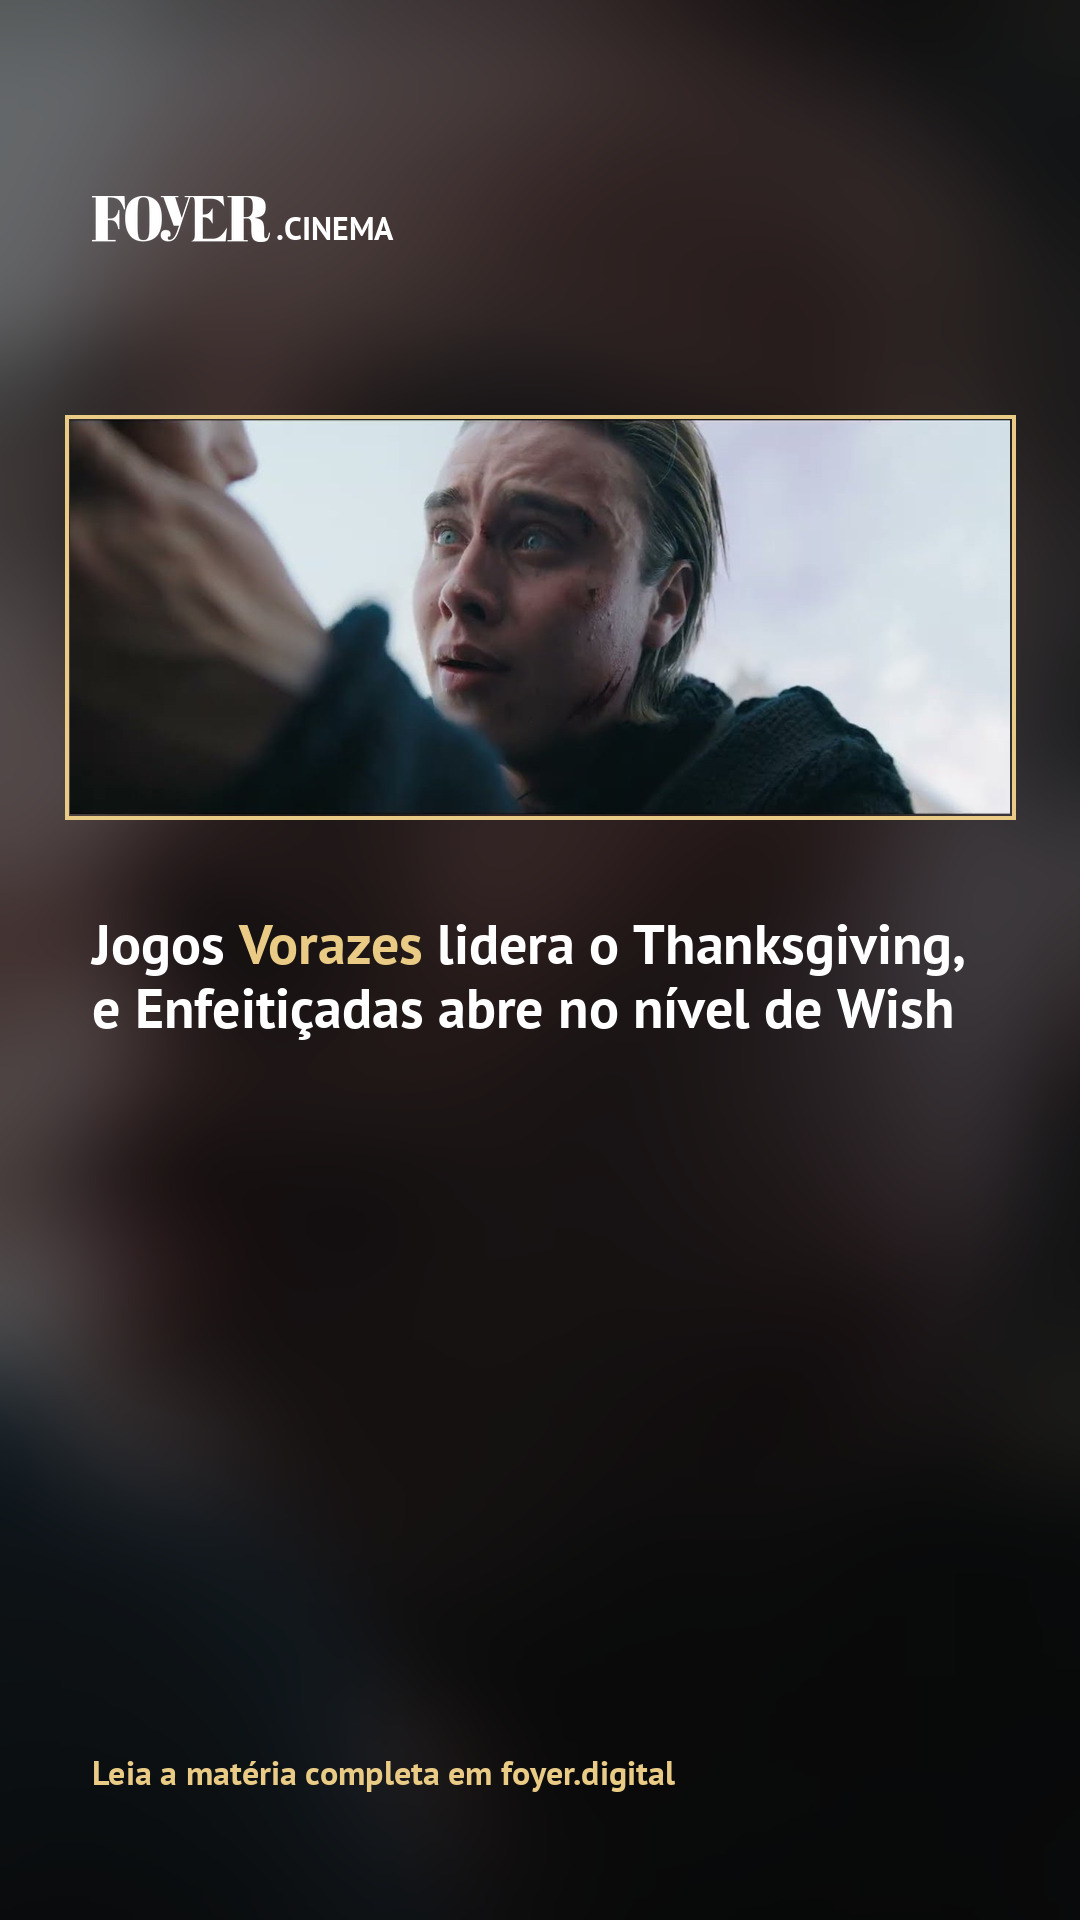 FOYER.CINEMA
Jogos Vorazes lidera o Thanksgiving,
e Enfeitiçadas abre no nível de Wish
Leia a matéria completa em foyer.digital